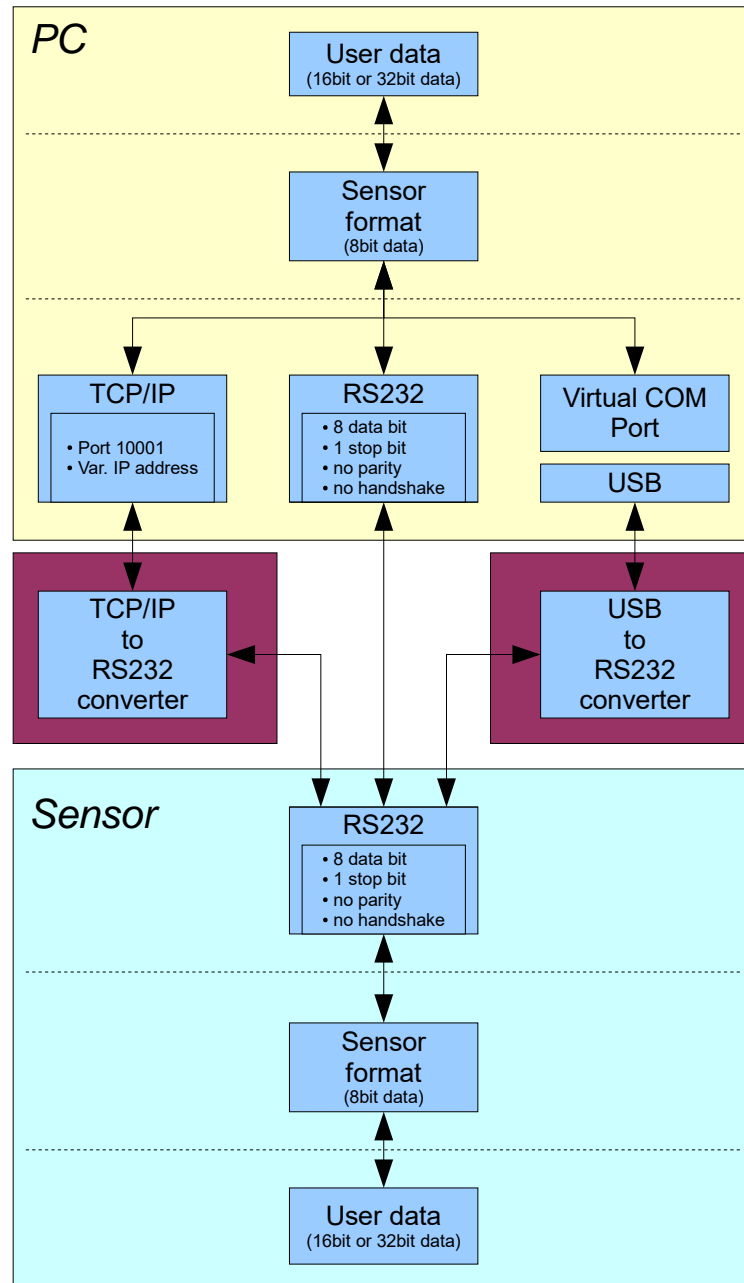 PC
User data
(16bit or 32bit data)
Sensor
format
(8bit data)
TCP/IP
• Port 10001
• Var. IP address
RS232
• 8 data bit
• 1 stop bit
• no parity
• no handshake
Virtual COM
Port
USB
TCP/IP
to
RS232
converter
USB
to
RS232
converter
Sensor
RS232
• 8 data bit
• 1 stop bit
• no parity
• no handshake
Sensor
format
(8bit data)
User data
(16bit or 32bit data)